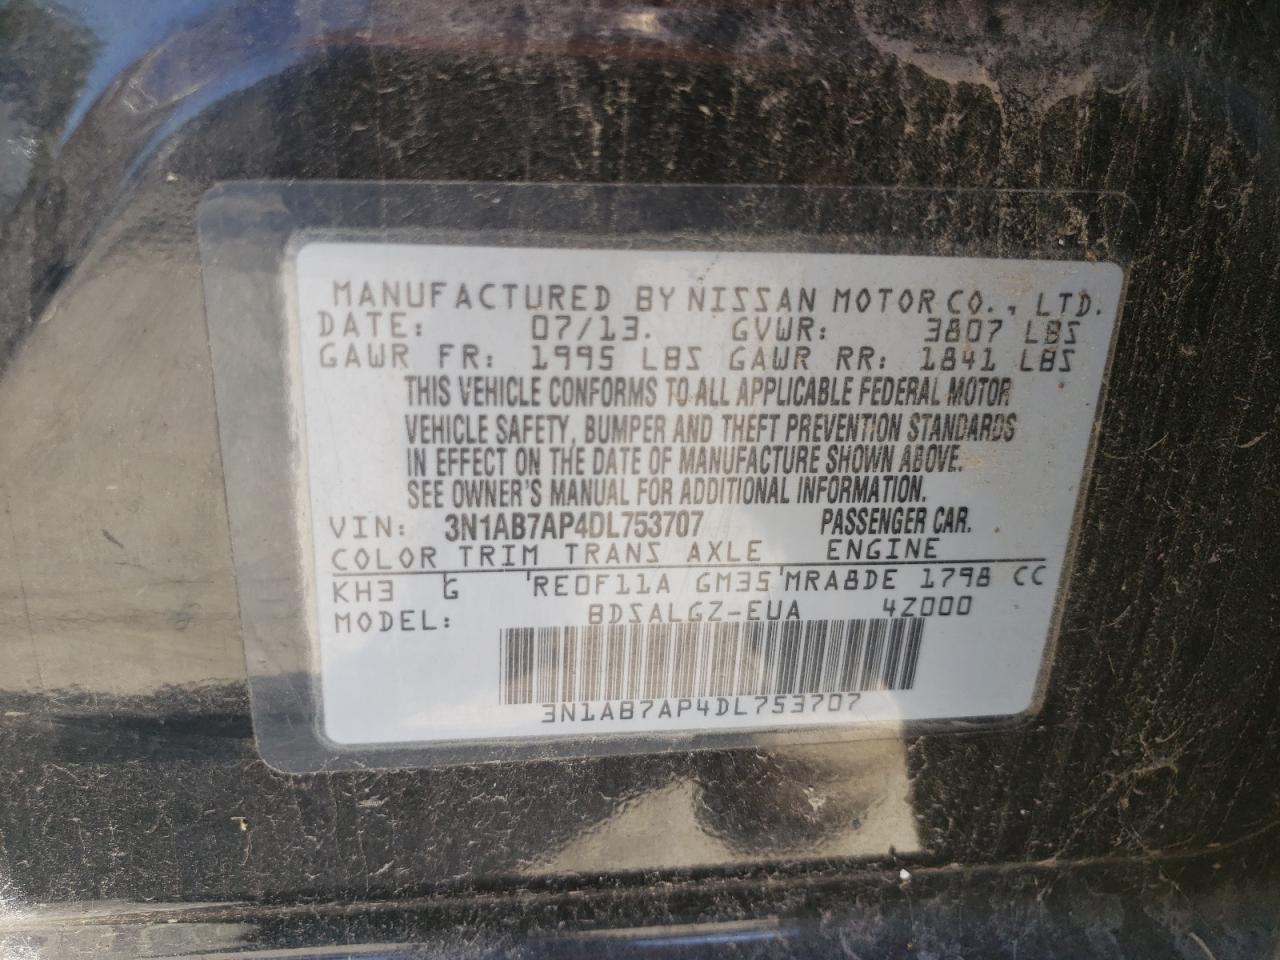 MANUFACTURED BY NISSAN MOTOR CO., LTD.
DATE: 07/13. GVWR: 3807 LBS
GAWR FR: 1995 LBS GAWR RR: 1841 LBS
THIS VEHICLE CONFORMS TO ALL APPLICABLE FEDERAL MOTOR
VEHICLE SAFETY, BUMPER AND THEFT PREVENTION STANDARDS
IN EFFECT ON THE DATE OF MANUFACTURE SHOWN ABOVE.
SEE OWNER'S MANUAL FOR ADDITIONAL INFORMATION.
VIN: 3N1AB7AP4DL753707 PASSENGER CAR.
COLOR TRIM TRANS AXLE ENGINE
KH3 G 'RE0F11A GM35'MRA8DE 1798 CC
MODEL: BDSALGZ-EUA 4Z000
3N1AB7AP4DL753707